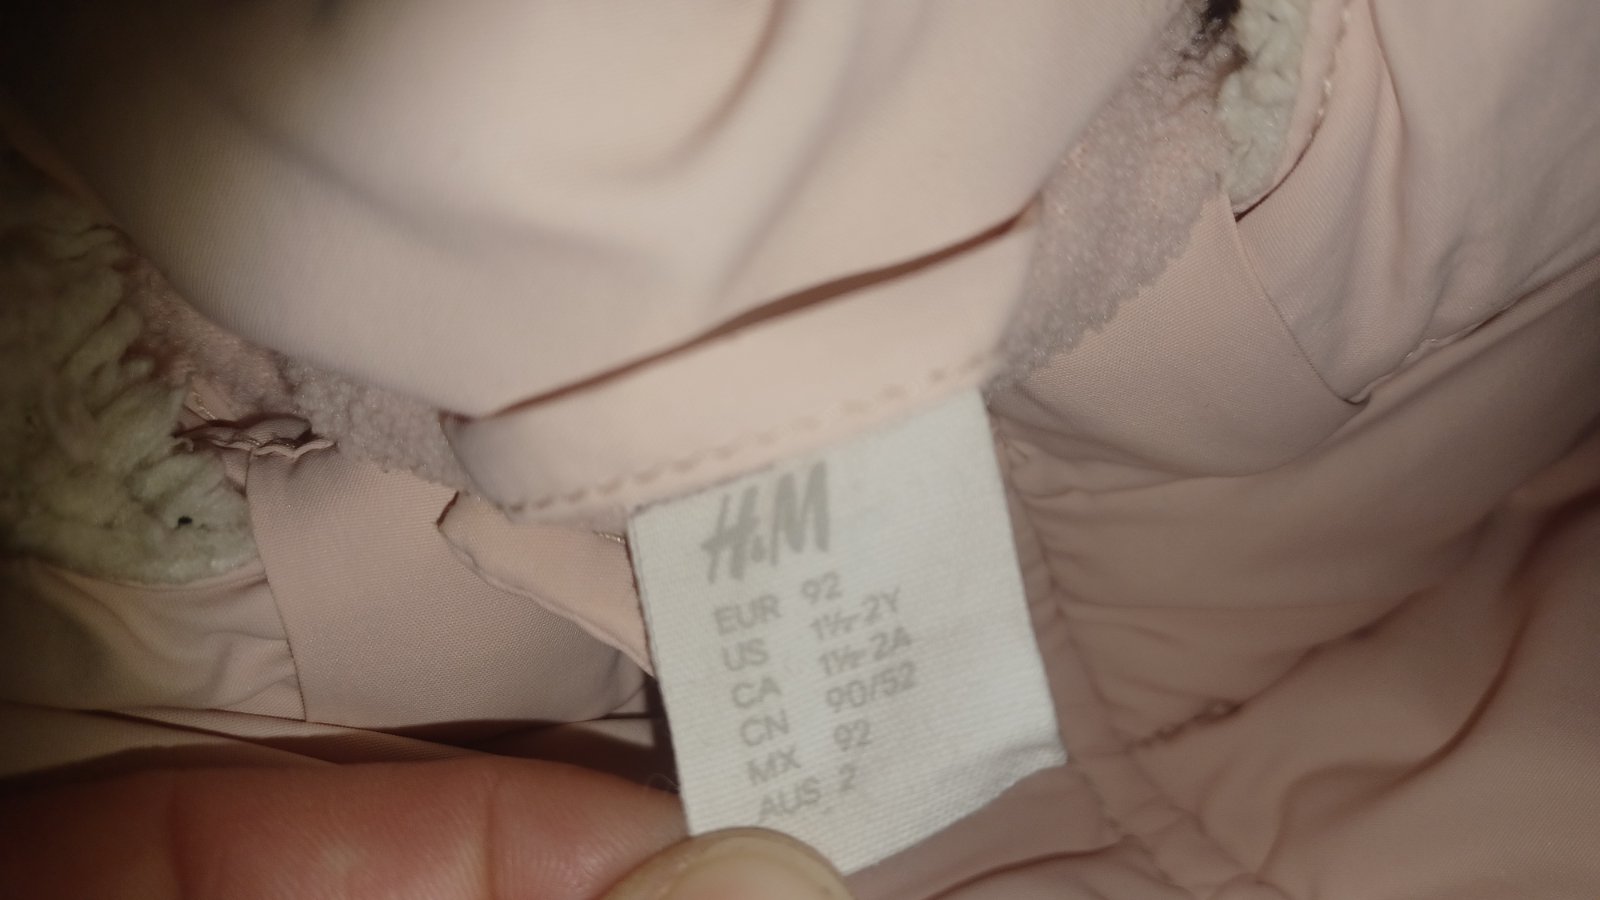 H&M
EUR 92
US 1½-2Y
CA 1½-2A
CN 90/52
MX 92
AUS 2